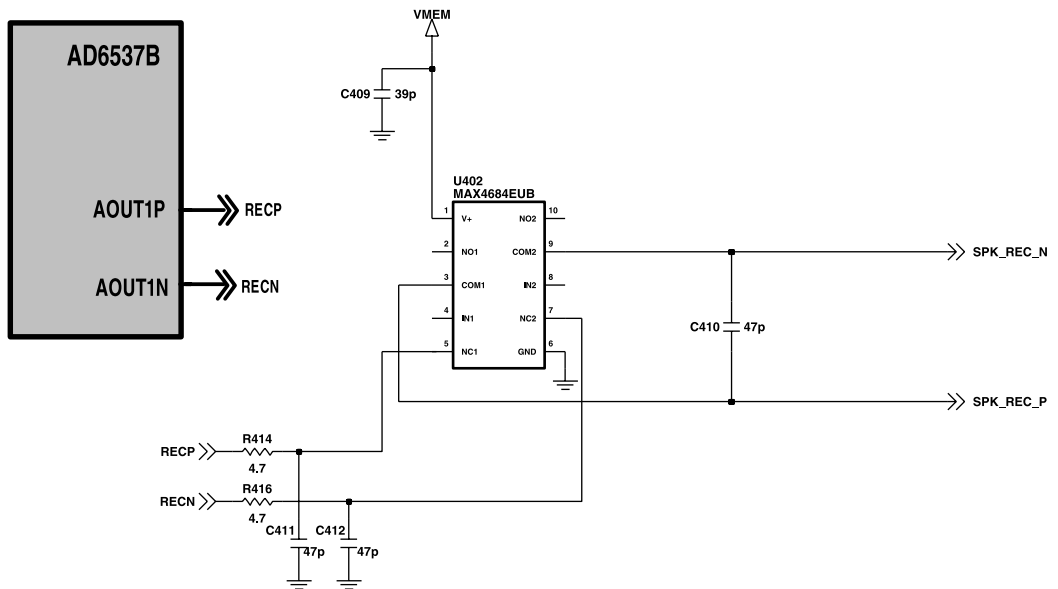 VMEM
AD6537B
C409 39p
U402
MAX4684EUB
1 V+ NO2 10
AOUT1P RECP
2 NO1 COM2 9 SPK_REC_N
3 COM1 IN2 8
AOUT1N RECN
4 IN1 NC2 7
C410 47p
5 NC1 GND 6
SPK_REC_P
R414
RECP
4.7
R416
RECN
4.7
C411 C412
47p 47p